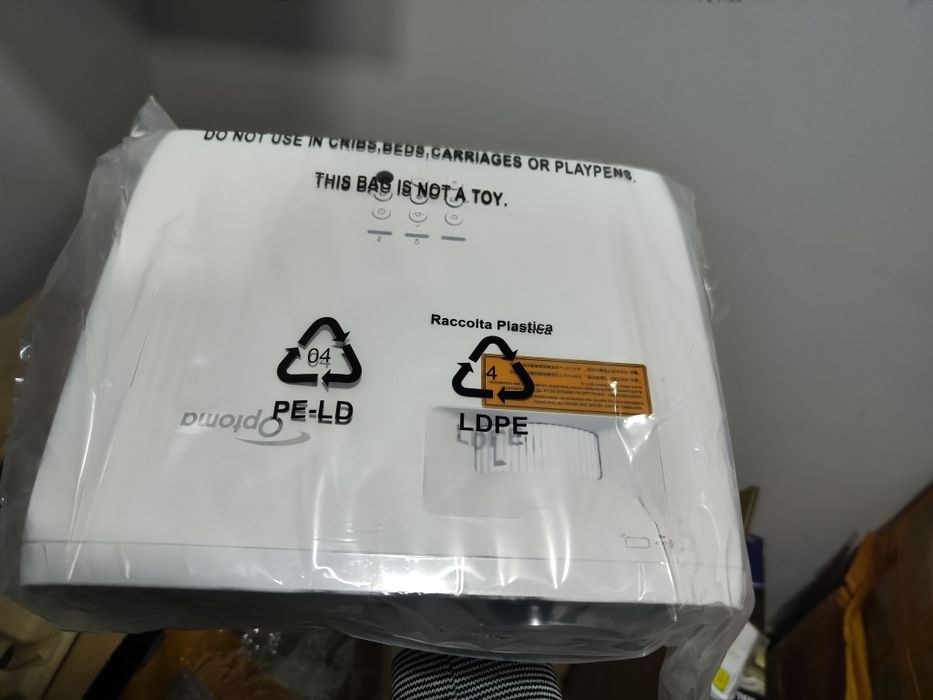 DO NOT USE IN CRIBS,BEDS,CARRIAGES OR PLAYPENS.
THIS BAG IS NOT A TOY.
Raccolta Plastica
04
4
PE-LD
LDPE
Optoma